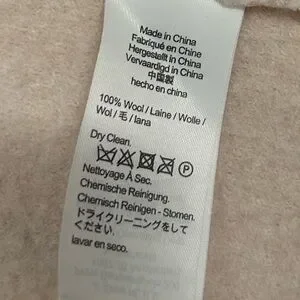 Made in China
Fabriqué en Chine
Hergestellt in China
Vervaardigd in China
中国製
hecho en china
100% Wool / Laine / Wolle /
Wol / 毛 / lana
Dry Clean.
P
Nettoyage À Sec.
Chemische Reinigung.
Chemisch Reinigen - Stomen.
ドライクリーニングをして
ください。
lavar en seco.